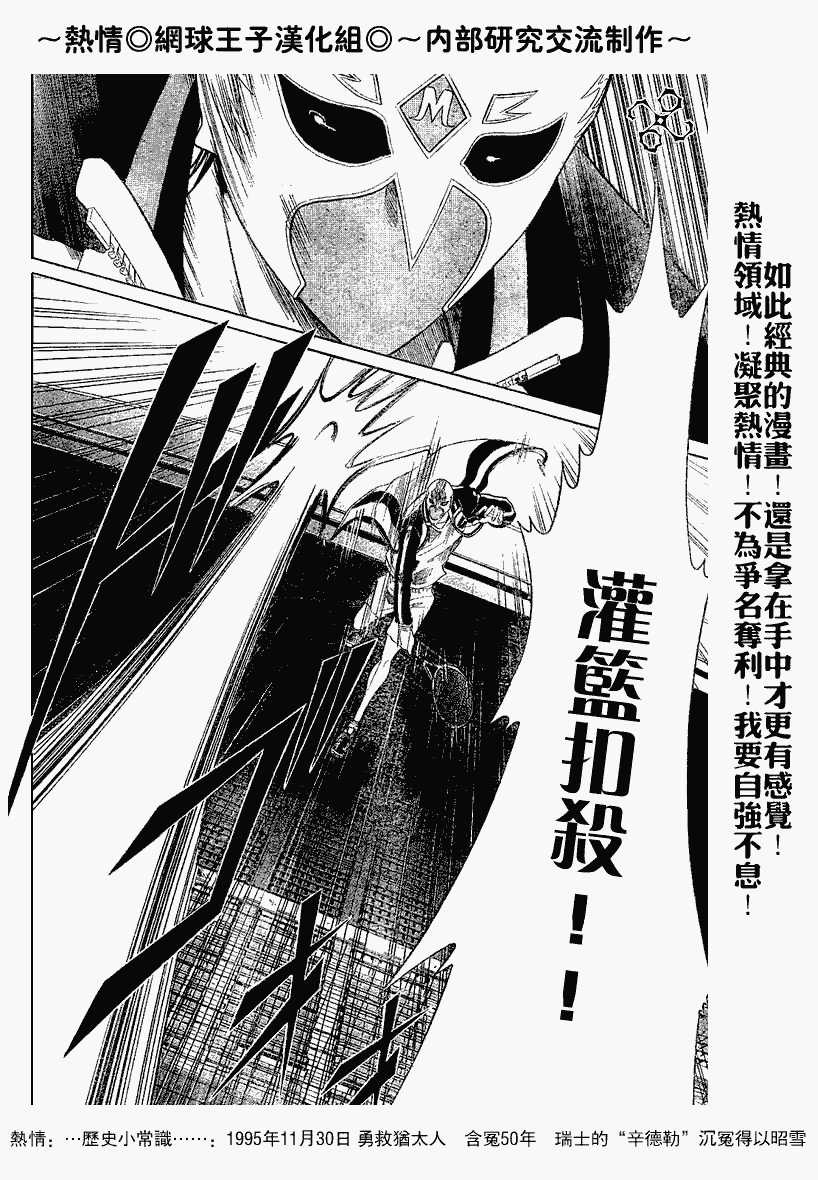 ～熱情◎網球王子漢化組◎～内部研究交流制作～
如此經典的漫畫！還是拿在手中才更有感覺！
熱情領域！凝聚熱情！不為爭名奪利！我要自強不息！
M
灌籃扣殺！！
熱情：…歷史小常識……：1995年11月30日 勇救猶太人　含冤50年　瑞士的“辛德勒”沉冤得以昭雪